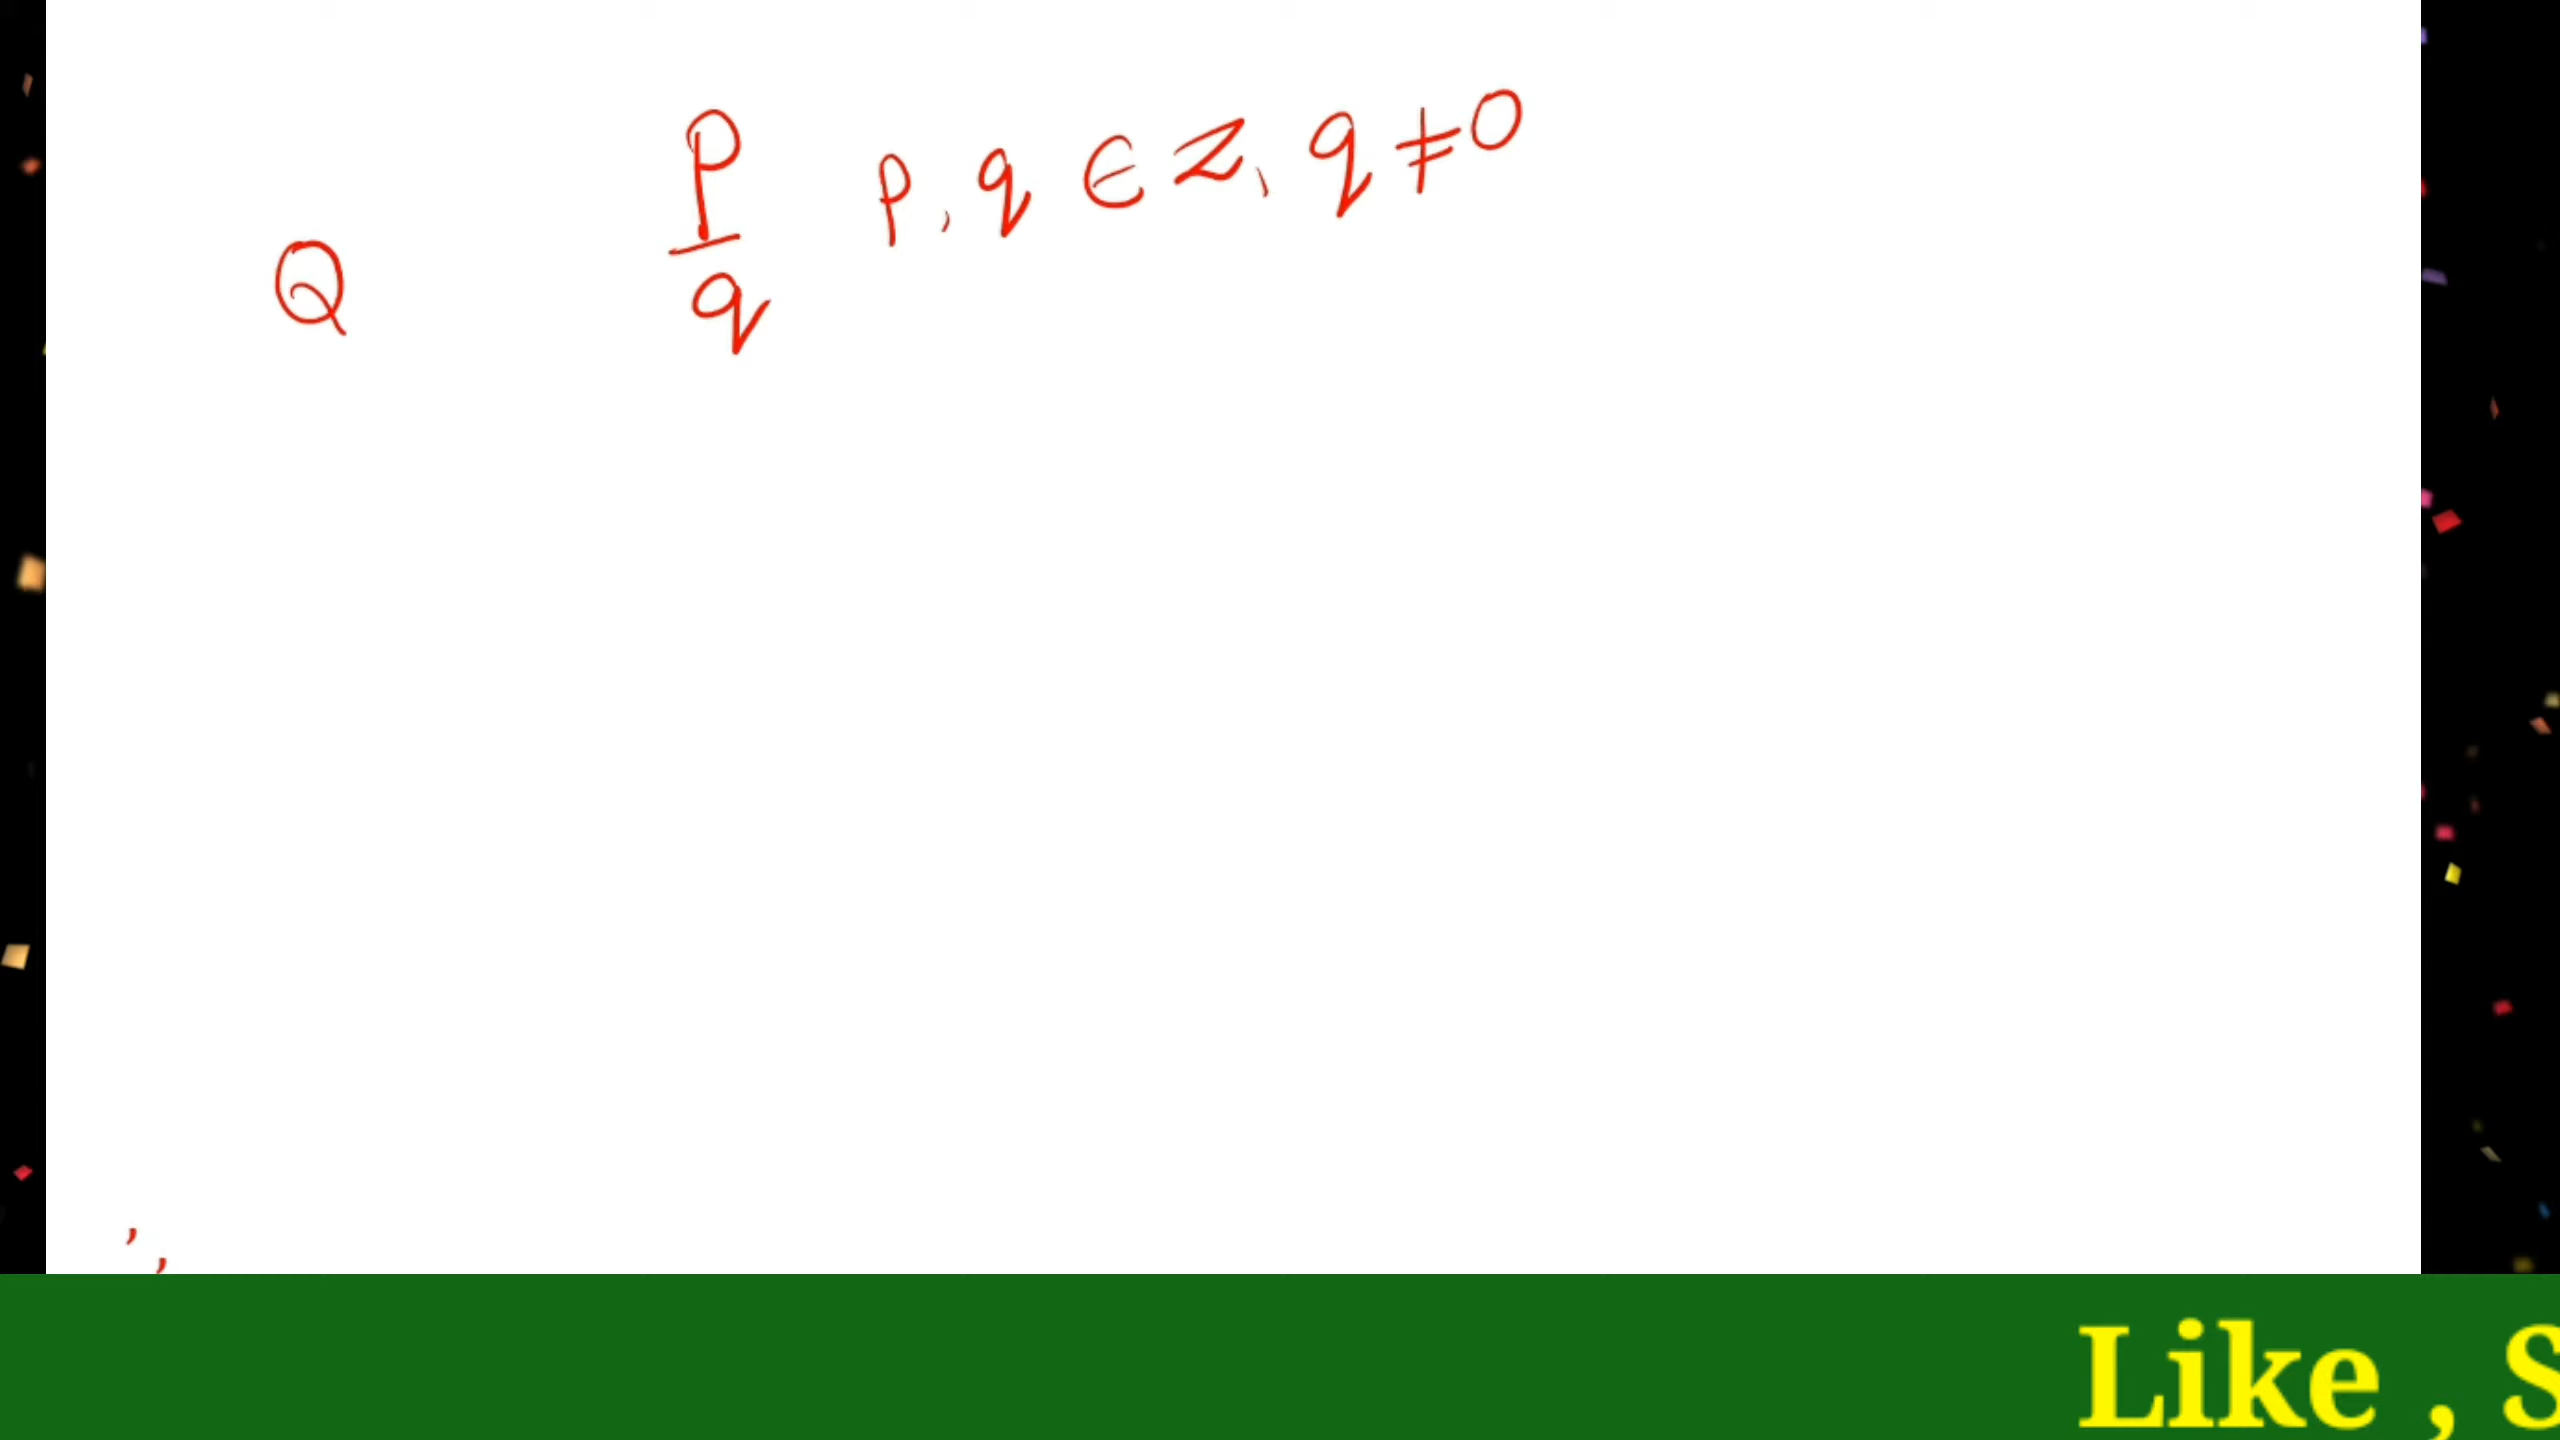 Q p/q p, q ∈ Z, q ≠ 0
Like , S